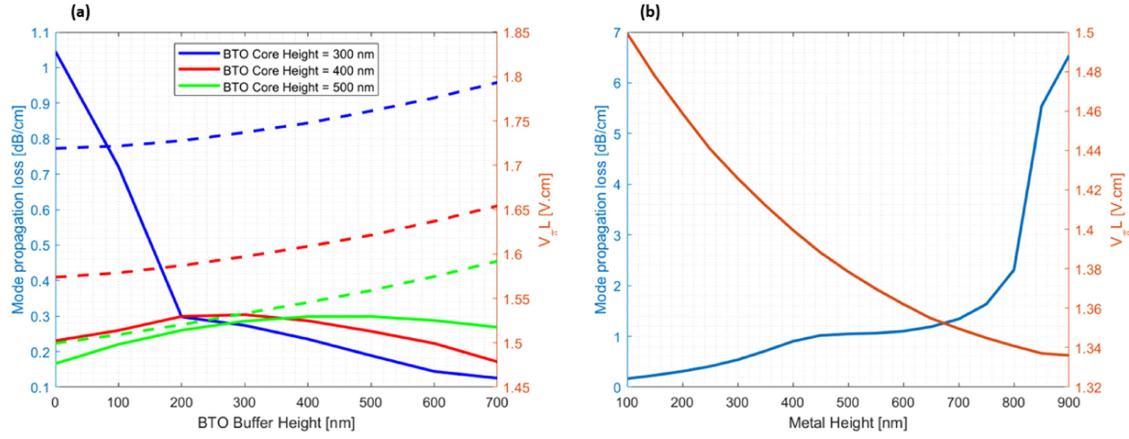 (a)
Mode propagation loss [dB/cm]
1.1
1
0.9
0.8
0.7
0.6
0.5
0.4
0.3
0.2
0.1
BTO Core Height = 300 nm
BTO Core Height = 400 nm
BTO Core Height = 500 nm
1.85
1.8
1.75
1.7
1.65
1.6
1.55
1.5
1.45
VπL [V.cm]
0 100 200 300 400 500 600 700
BTO Buffer Height [nm]
(b)
Mode propagation loss [dB/cm]
7
6
5
4
3
2
1
0
1.5
1.48
1.46
1.44
1.42
1.4
1.38
1.36
1.34
1.32
VπL [V.cm]
100 200 300 400 500 600 700 800 900
Metal Height [nm]